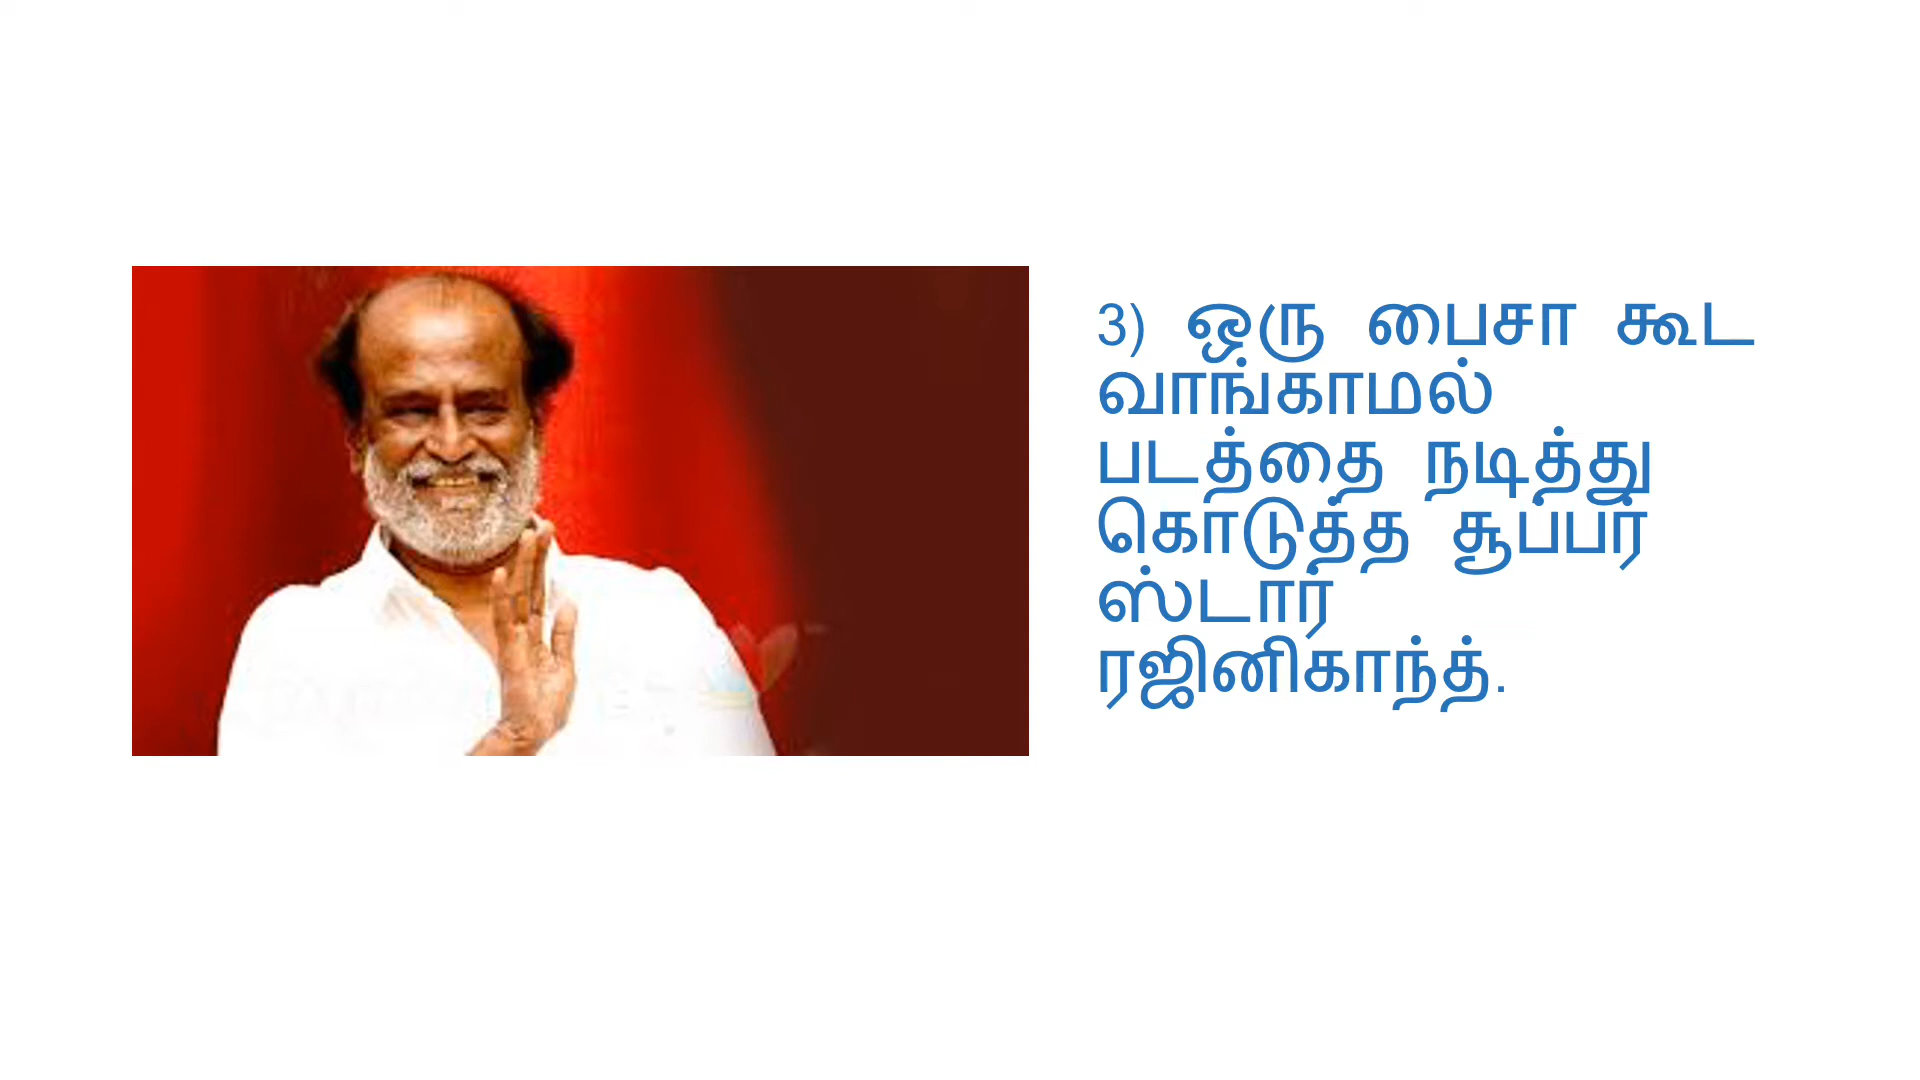 3) ஒரு பைசா கூட
வாங்காமல்
படத்தை நடித்து
கொடுத்த சூப்பர்
ஸ்டார்
ரஜினிகாந்த்.